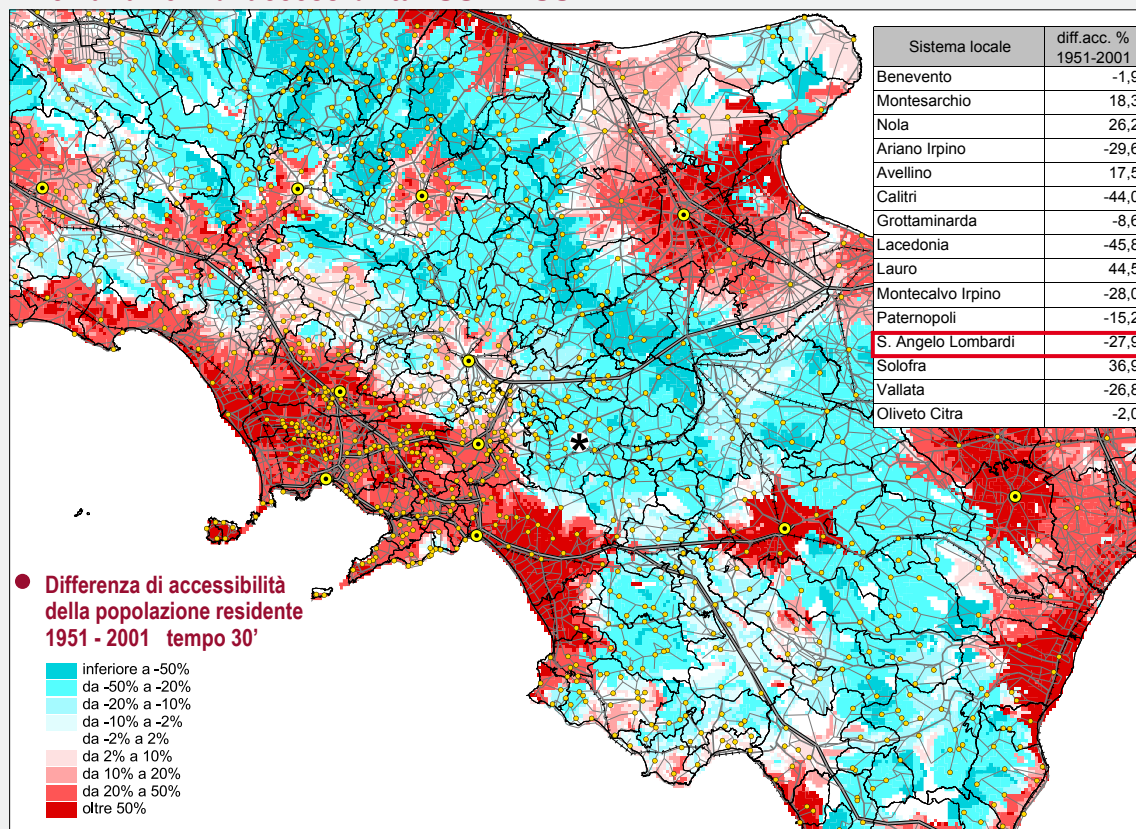 Sistema locale
diff.acc. %
1951-2001
Benevento -1,9
Montesarchio 18,3
Nola 26,2
Ariano Irpino -29,6
Avellino 17,5
Calitri -44,0
Grottaminarda -8,6
Lacedonia -45,8
Lauro 44,5
Montecalvo Irpino -28,0
Paternopoli -15,2
S. Angelo Lombardi -27,9
Solofra 36,9
Vallata -26,8
Oliveto Citra -2,0
*
Differenza di accessibilità
della popolazione residente
1951 - 2001 tempo 30'
inferiore a -50%
da -50% a -20%
da -20% a -10%
da -10% a -2%
da -2% a 2%
da 2% a 10%
da 10% a 20%
da 20% a 50%
oltre 50%